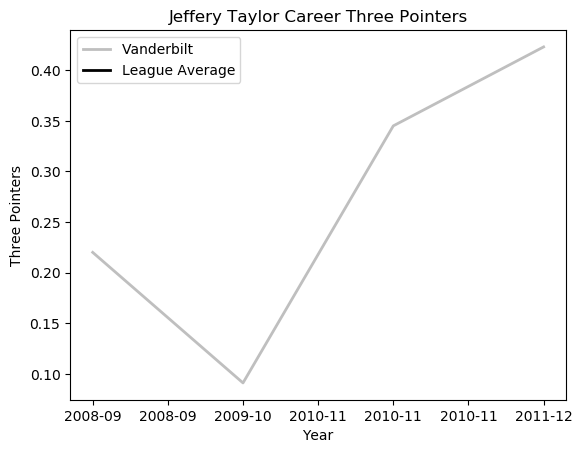 Jeffery Taylor Career Three Pointers
Vanderbilt
League Average
Three Pointers
0.40
0.35
0.30
0.25
0.20
0.15
0.10
2008-09 2008-09 2009-10 2010-11 2010-11 2010-11 2011-12
Year